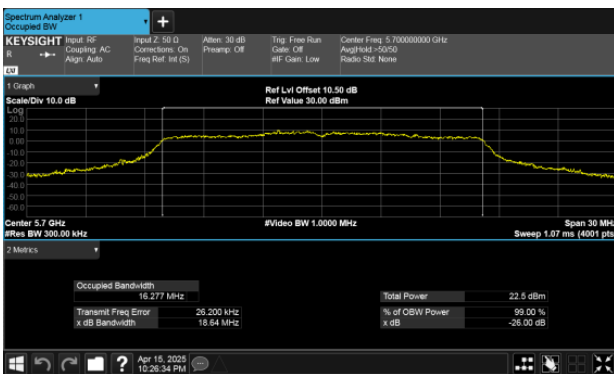 Spectrum Analyzer 1
Occupied BW
KEYSIGHT Input: RF Input Z: 50 Ω Atten: 30 dB Trig: Free Run Center Freq: 5.700000000 GHz
R Coupling: AC Corrections: On Preamp: Off Gate: Off Avg|Hold:>50/50
Align: Auto Freq Ref: Int (S) #IF Gain: Low Radio Std: None
LXI
1 Graph
Ref Lvl Offset 10.50 dB
Scale/Div 10.0 dB Ref Value 30.00 dBm
Log
20.0
10.0
0.00
-10.0
-20.0
-30.0
-40.0
-50.0
-60.0
Center 5.7 GHz #Video BW 1.0000 MHz Span 30 MHz
#Res BW 300.00 kHz Sweep 1.07 ms (4001 pts
2 Metrics
Occupied Bandwidth
16.277 MHz Total Power 22.5 dBm
Transmit Freq Error 26.200 kHz % of OBW Power 99.00 %
x dB Bandwidth 18.64 MHz x dB -26.00 dB
? Apr 15, 2025
10:26:34 PM